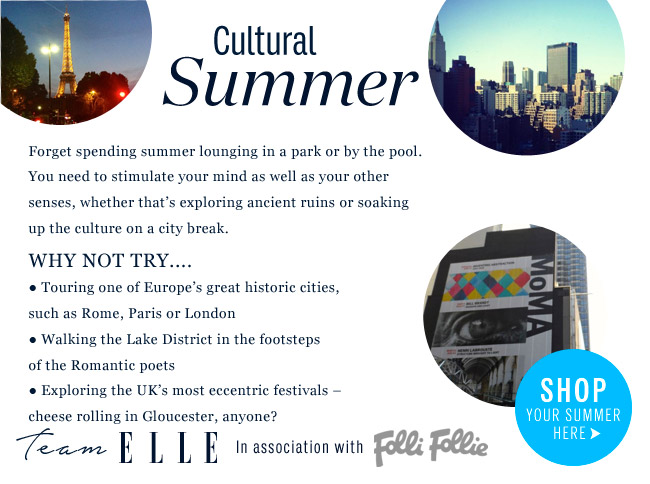 Cultural
Summer
Forget spending summer lounging in a park or by the pool.
You need to stimulate your mind as well as your other
senses, whether that’s exploring ancient ruins or soaking
up the culture on a city break.
WHY NOT TRY....
● Touring one of Europe’s great historic cities,
such as Rome, Paris or London
● Walking the Lake District in the footsteps
of the Romantic poets
● Exploring the UK’s most eccentric festivals –
cheese rolling in Gloucester, anyone?
MoMA
SHOP
YOUR SUMMER
HERE
Team ELLE In association with Folli Follie